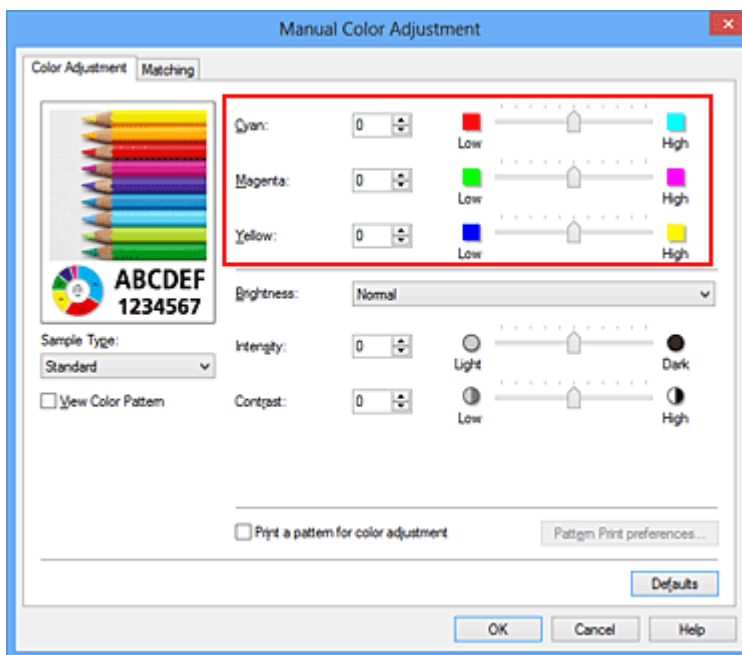 Manual Color Adjustment
Color Adjustment Matching
Cyan: 0 Low High
Magenta: 0 Low High
Yellow: 0 Low High
ABCDEF
1234567
Brightness: Normal
Sample Type:
Standard
Intensity: 0 Light Dark
View Color Pattern
Contrast: 0 Low High
Print a pattern for color adjustment Pattern Print preferences...
Defaults
OK Cancel Help